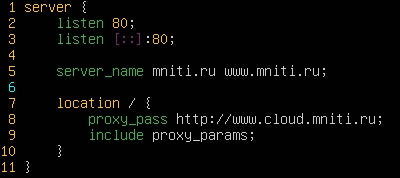 1 server {
2     listen 80;
3     listen [::]:80;
4
5     server_name mniti.ru www.mniti.ru;
6
7     location / {
8         proxy_pass http://www.cloud.mniti.ru;
9         include proxy_params;
10     }
11 }